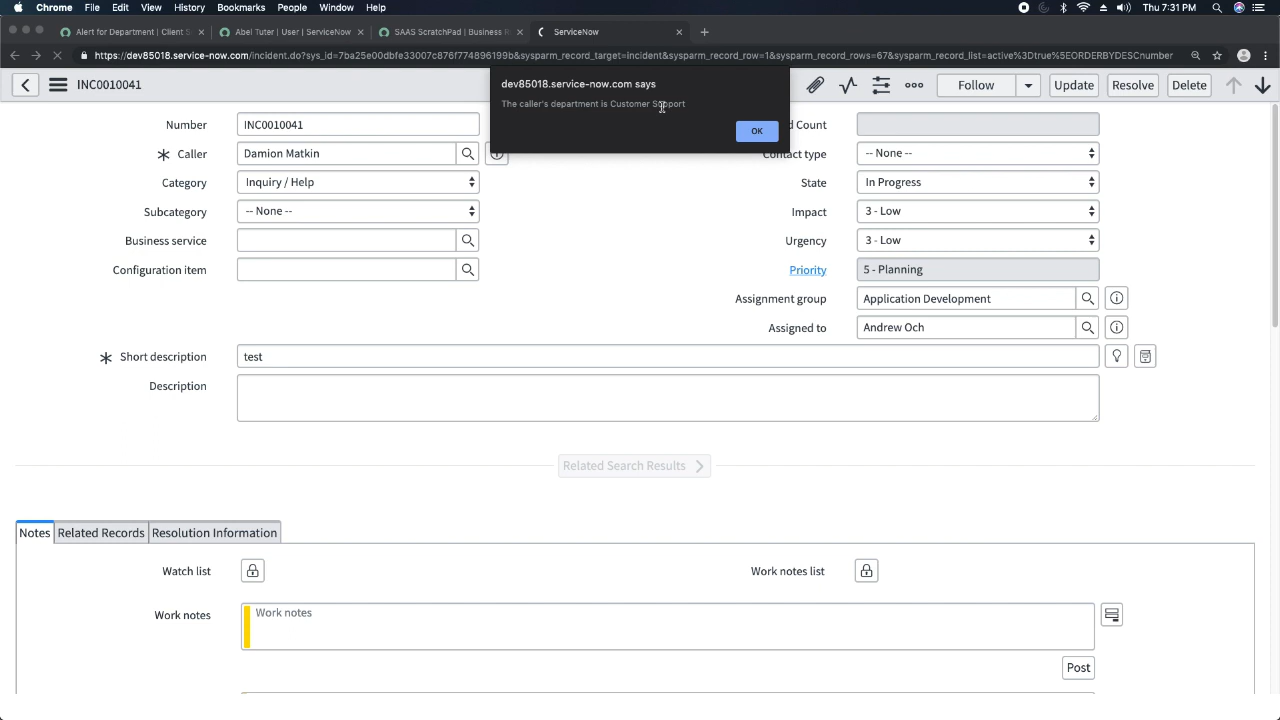 Chrome File Edit View History Bookmarks People Window Help Thu 7:31 PM
Alert for Department | Client S Abel Tuter | User | ServiceNow SAAS ScratchPad | Business R ServiceNow
https://dev85018.service-now.com/incident.do?sys_id=7ba25e00dbfe33007c876f774896199b&sysparm_record_target=incident&sysparm_record_row=1&sysparm_record_rows=67&sysparm_record_list=active%3Dtrue%5EORDERBYDESCnumber
INC0010041
Follow Update Resolve Delete
dev85018.service-now.com says
The caller's department is Customer Support
OK
Number INC0010041
d Count
Caller Damion Matkin
Contact type -- None --
Category Inquiry / Help
State In Progress
Subcategory -- None --
Impact 3 - Low
Business service
Urgency 3 - Low
Configuration item
Priority 5 - Planning
Assignment group Application Development
Assigned to Andrew Och
Short description test
Description
Related Search Results
Notes Related Records Resolution Information
Watch list
Work notes list
Work notes Work notes
Post